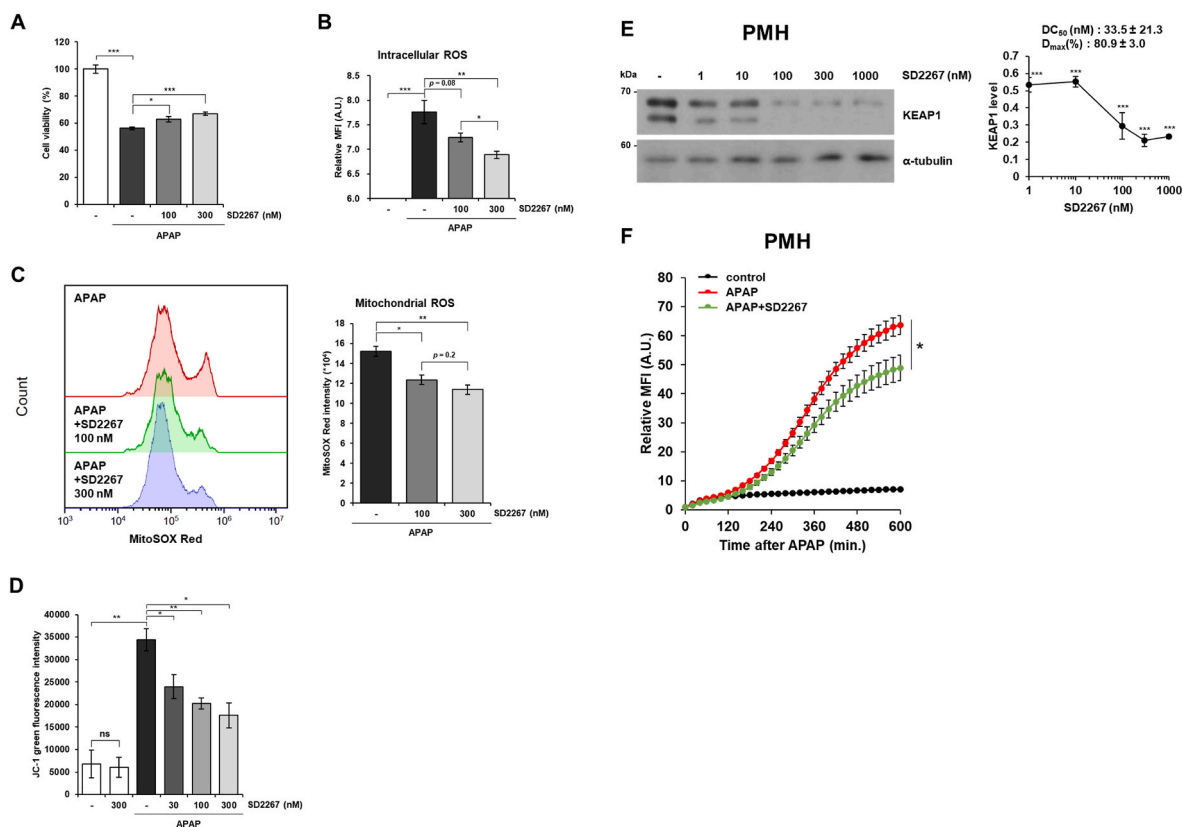 A
120
100
80
60
40
20
0
Cell viability (%)
***
***
*
- - 100 300 SD2267 (nM)
APAP
B
Intracellular ROS
8.5
8.0
7.5
7.0
6.5
6.0
Relative MFI (A.U.)
**
p = 0.08
***
*
- - 100 300 SD2267 (nM)
APAP
C
Count
APAP
APAP
+SD2267
100 nM
APAP
+SD2267
300 nM
10³ 10⁴ 10⁵ 10⁶ 10⁷
MitoSOX Red
Mitochondrial ROS
18
16
14
12
10
8
6
4
2
0
MitoSOX Red intensity (*10⁴)
**
*
p = 0.2
- 100 300 SD2267 (nM)
APAP
D
40000
35000
30000
25000
20000
15000
10000
5000
0
JC-1 green fluorescence intensity
*
**
**
*
ns
- 300 - 30 100 300 SD2267 (nM)
APAP
E
PMH
kDa - 1 10 100 300 1000 SD2267 (nM)
70
KEAP1
60
α-tubulin
DC₅₀ (nM) : 33.5 ± 21.3
Dₘₐₓ(%) : 80.9 ± 3.0
0.7
0.6
0.5
0.4
0.3
0.2
0.1
0
KEAP1 level
***
***
***
***
***
1 10 100 1000
SD2267 (nM)
F
PMH
control
APAP
APAP+SD2267
80
70
60
50
40
30
20
10
0
Relative MFI (A.U.)
*
0 120 240 360 480 600
Time after APAP (min.)